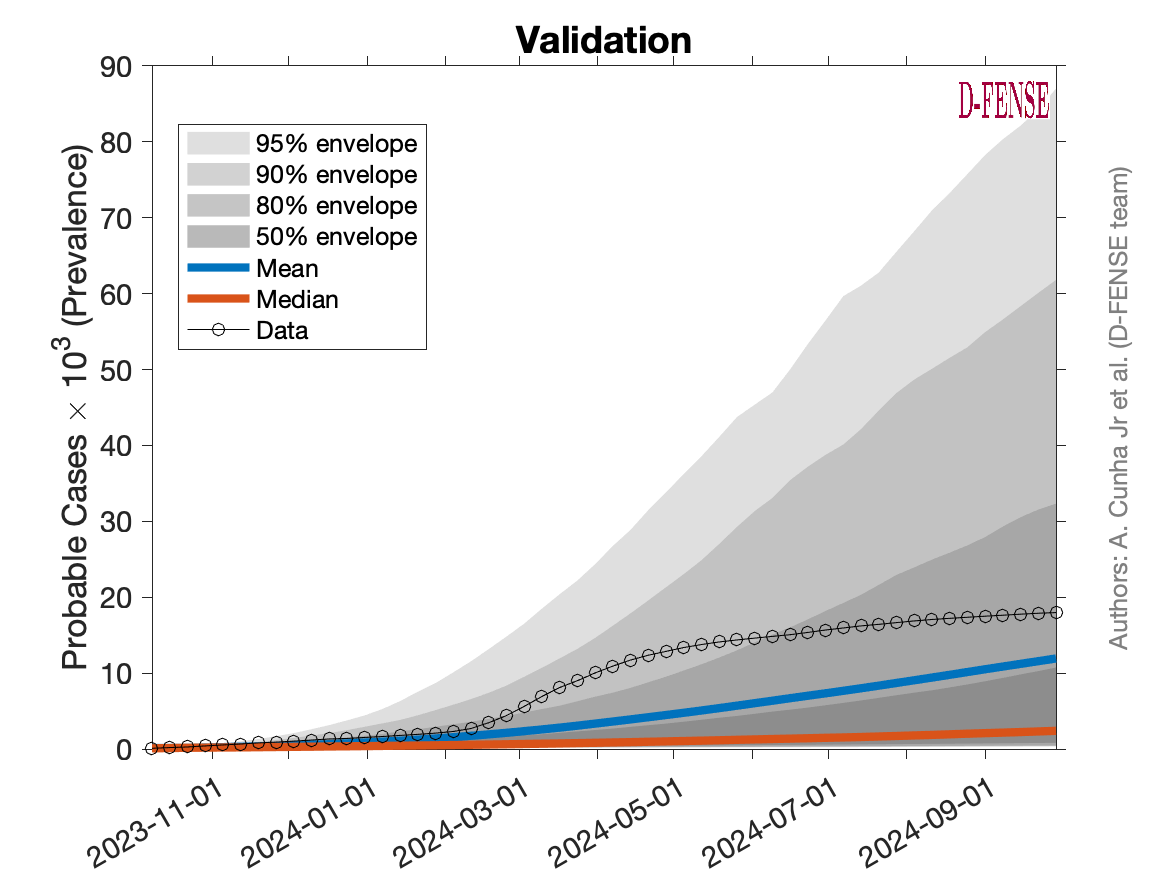 Validation
D-FENSE
90
80
70
60
50
40
30
20
10
0
Probable Cases × 10³ (Prevalence)
95% envelope
90% envelope
80% envelope
50% envelope
Mean
Median
Data
2023-11-01
2024-01-01
2024-03-01
2024-05-01
2024-07-01
2024-09-01
Authors: A. Cunha Jr et al. (D-FENSE team)